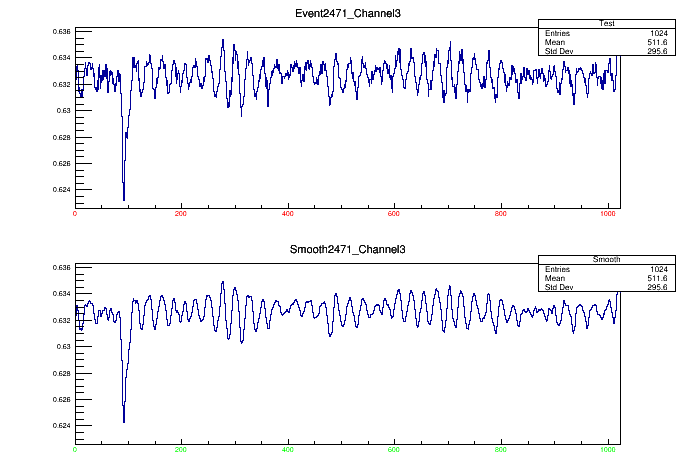 Event2471_Channel3
Test
Entries 1024
Mean 511.6
Std Dev 295.6
0.636
0.634
0.632
0.63
0.628
0.626
0.624
0 200 400 600 800 1000
Smooth2471_Channel3
Smooth
Entries 1024
Mean 511.6
Std Dev 295.6
0.636
0.634
0.632
0.63
0.628
0.626
0.624
0 200 400 600 800 1000